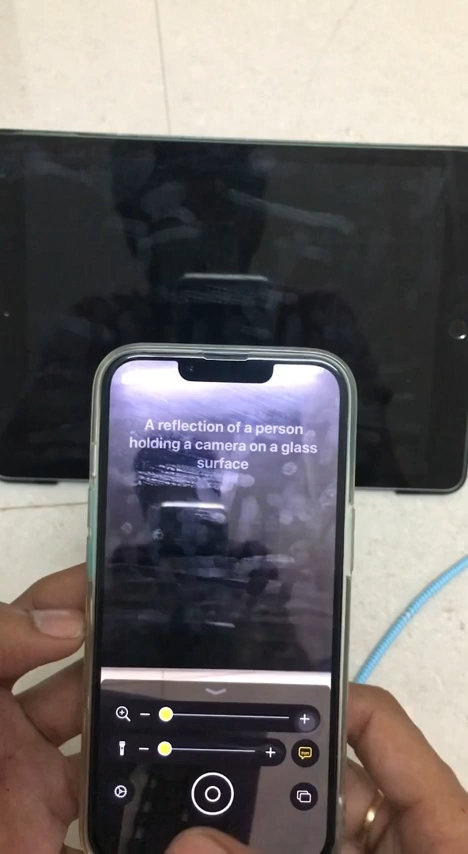 A reflection of a person
holding a camera on a glass
surface